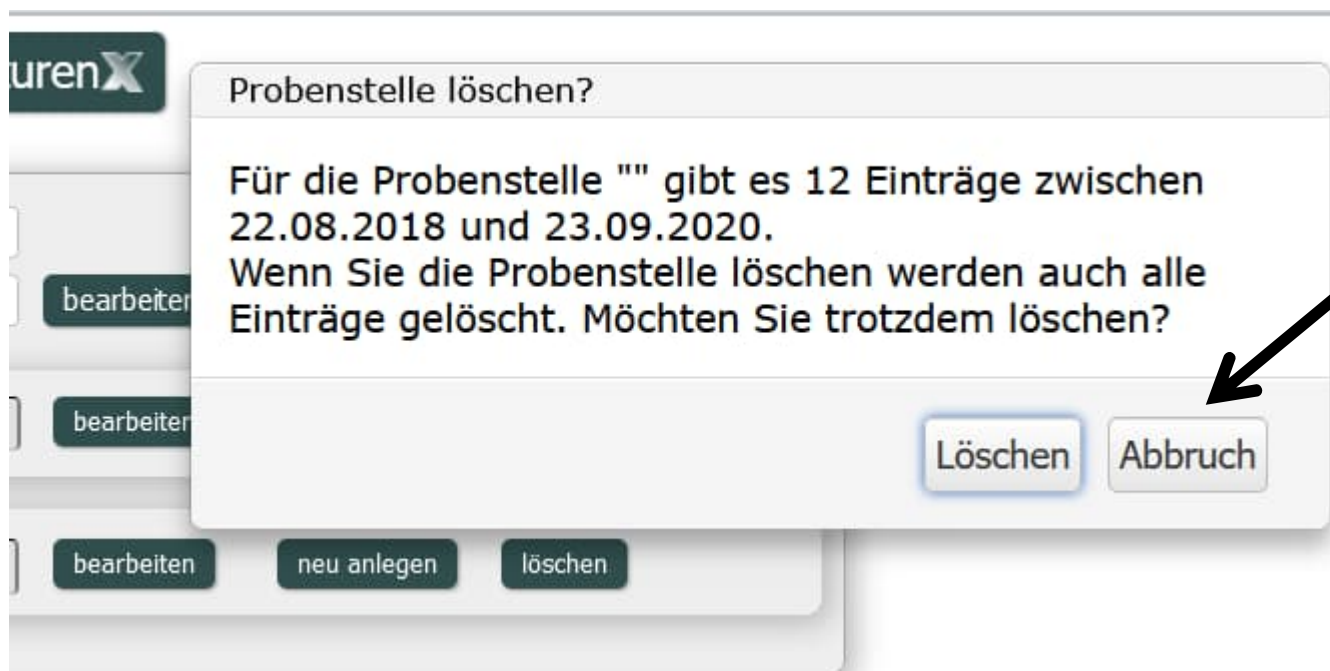 urenX
Probenstelle löschen?
Für die Probenstelle "" gibt es 12 Einträge zwischen
22.08.2018 und 23.09.2020.
Wenn Sie die Probenstelle löschen werden auch alle
Einträge gelöscht. Möchten Sie trotzdem löschen?
bearbeiten
bearbeiten
Löschen Abbruch
bearbeiten neu anlegen löschen